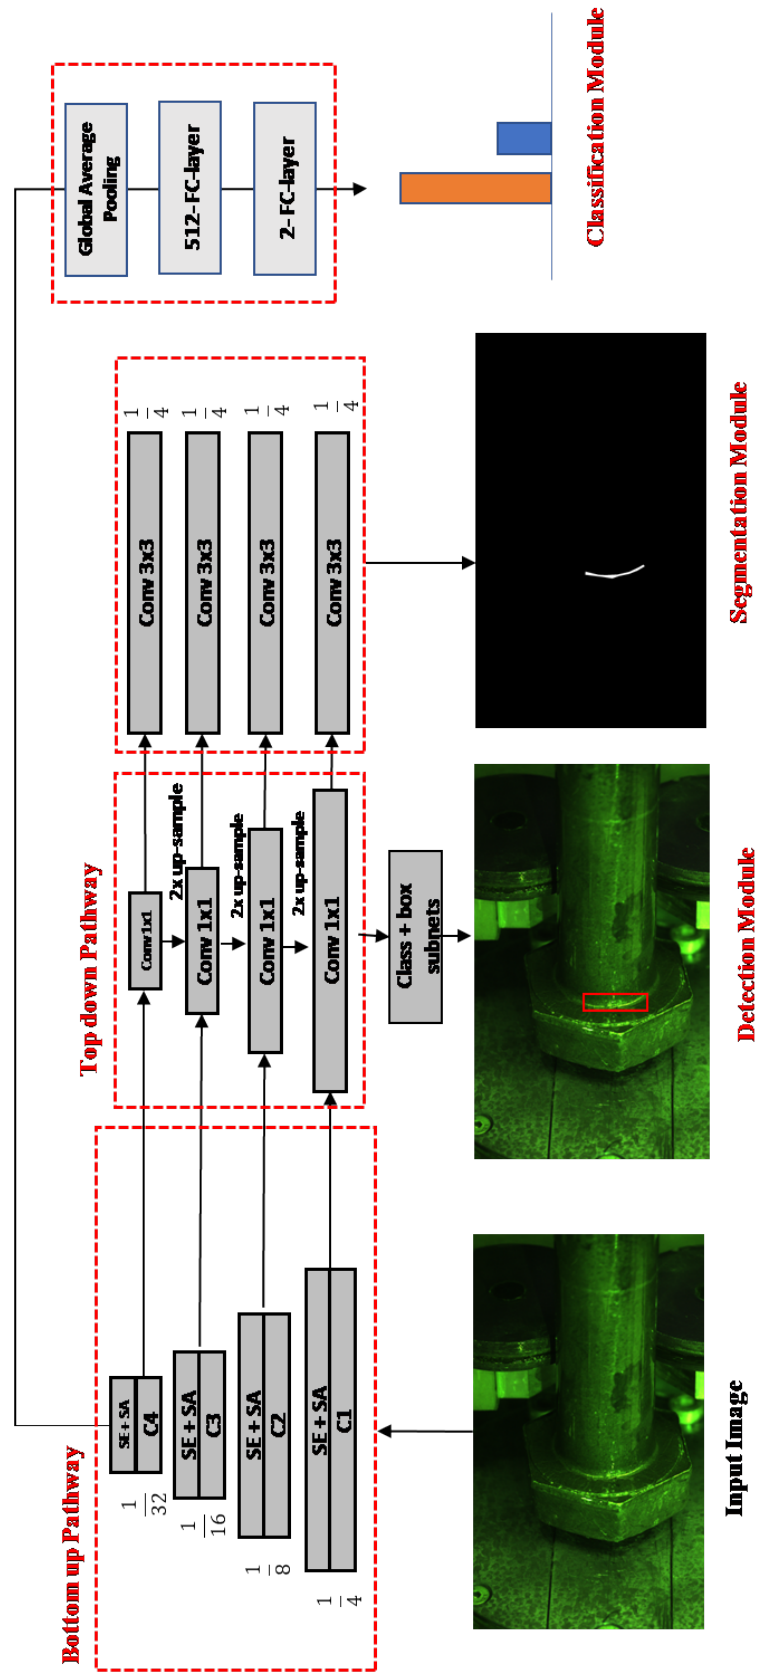 Bottom up Pathway
1
32
SE + SA
C4
1
16
SE + SA
C3
1
8
SE + SA
C2
1
4
SE + SA
C1
Input Image
Top down Pathway
Conv 1x1
2x up-sample
Conv 1x1
2x up-sample
Conv 1x1
2x up-sample
Conv 1x1
Class + box
subnets
Detection Module
Conv 3x3
1
4
Conv 3x3
1
4
Conv 3x3
1
4
Conv 3x3
1
4
Segmentation Module
Global Average
Pooling
512-FC-layer
2-FC-layer
Classification Module